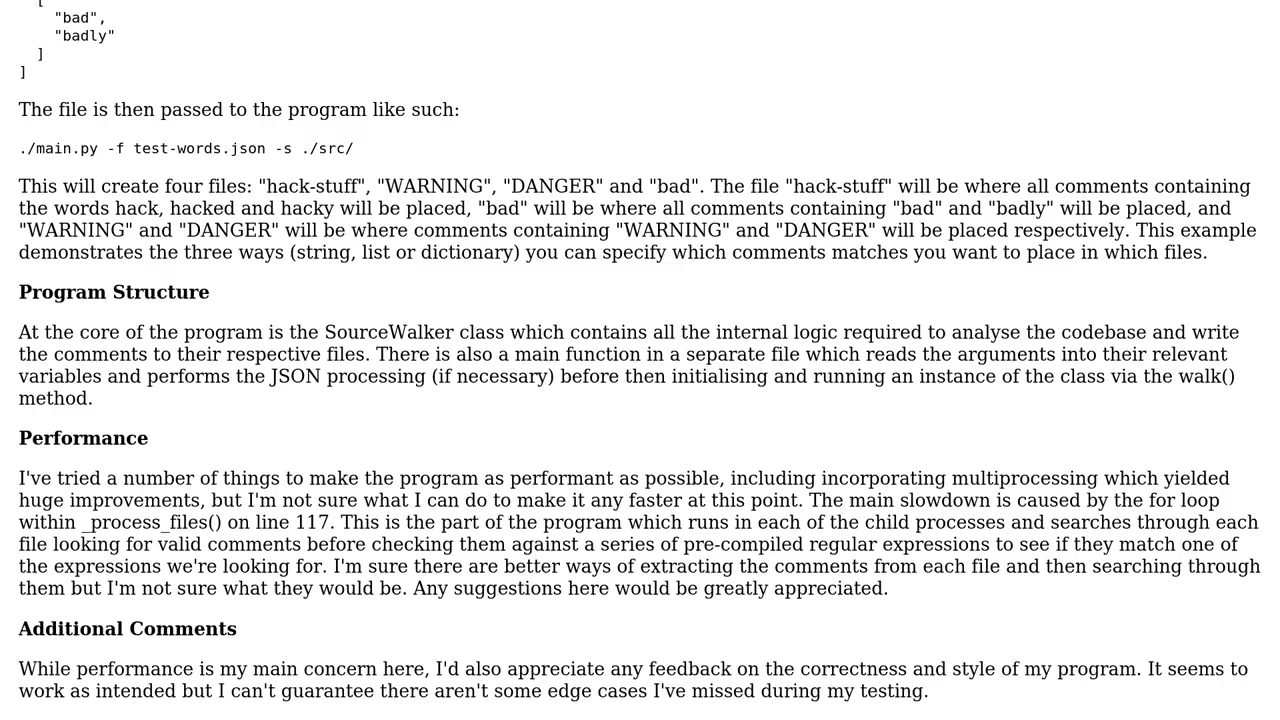 [
"bad",
"badly"
]
]
The file is then passed to the program like such:
./main.py -f test-words.json -s ./src/
This will create four files: "hack-stuff", "WARNING", "DANGER" and "bad". The file "hack-stuff" will be where all comments containing
the words hack, hacked and hacky will be placed, "bad" will be where all comments containing "bad" and "badly" will be placed, and
"WARNING" and "DANGER" will be where comments containing "WARNING" and "DANGER" will be placed respectively. This example
demonstrates the three ways (string, list or dictionary) you can specify which comments matches you want to place in which files.
Program Structure
At the core of the program is the SourceWalker class which contains all the internal logic required to analyse the codebase and write
the comments to their respective files. There is also a main function in a separate file which reads the arguments into their relevant
variables and performs the JSON processing (if necessary) before then initialising and running an instance of the class via the walk()
method.
Performance
I've tried a number of things to make the program as performant as possible, including incorporating multiprocessing which yielded
huge improvements, but I'm not sure what I can do to make it any faster at this point. The main slowdown is caused by the for loop
within _process_files() on line 117. This is the part of the program which runs in each of the child processes and searches through each
file looking for valid comments before checking them against a series of pre-compiled regular expressions to see if they match one of
the expressions we're looking for. I'm sure there are better ways of extracting the comments from each file and then searching through
them but I'm not sure what they would be. Any suggestions here would be greatly appreciated.
Additional Comments
While performance is my main concern here, I'd also appreciate any feedback on the correctness and style of my program. It seems to
work as intended but I can't guarantee there aren't some edge cases I've missed during my testing.